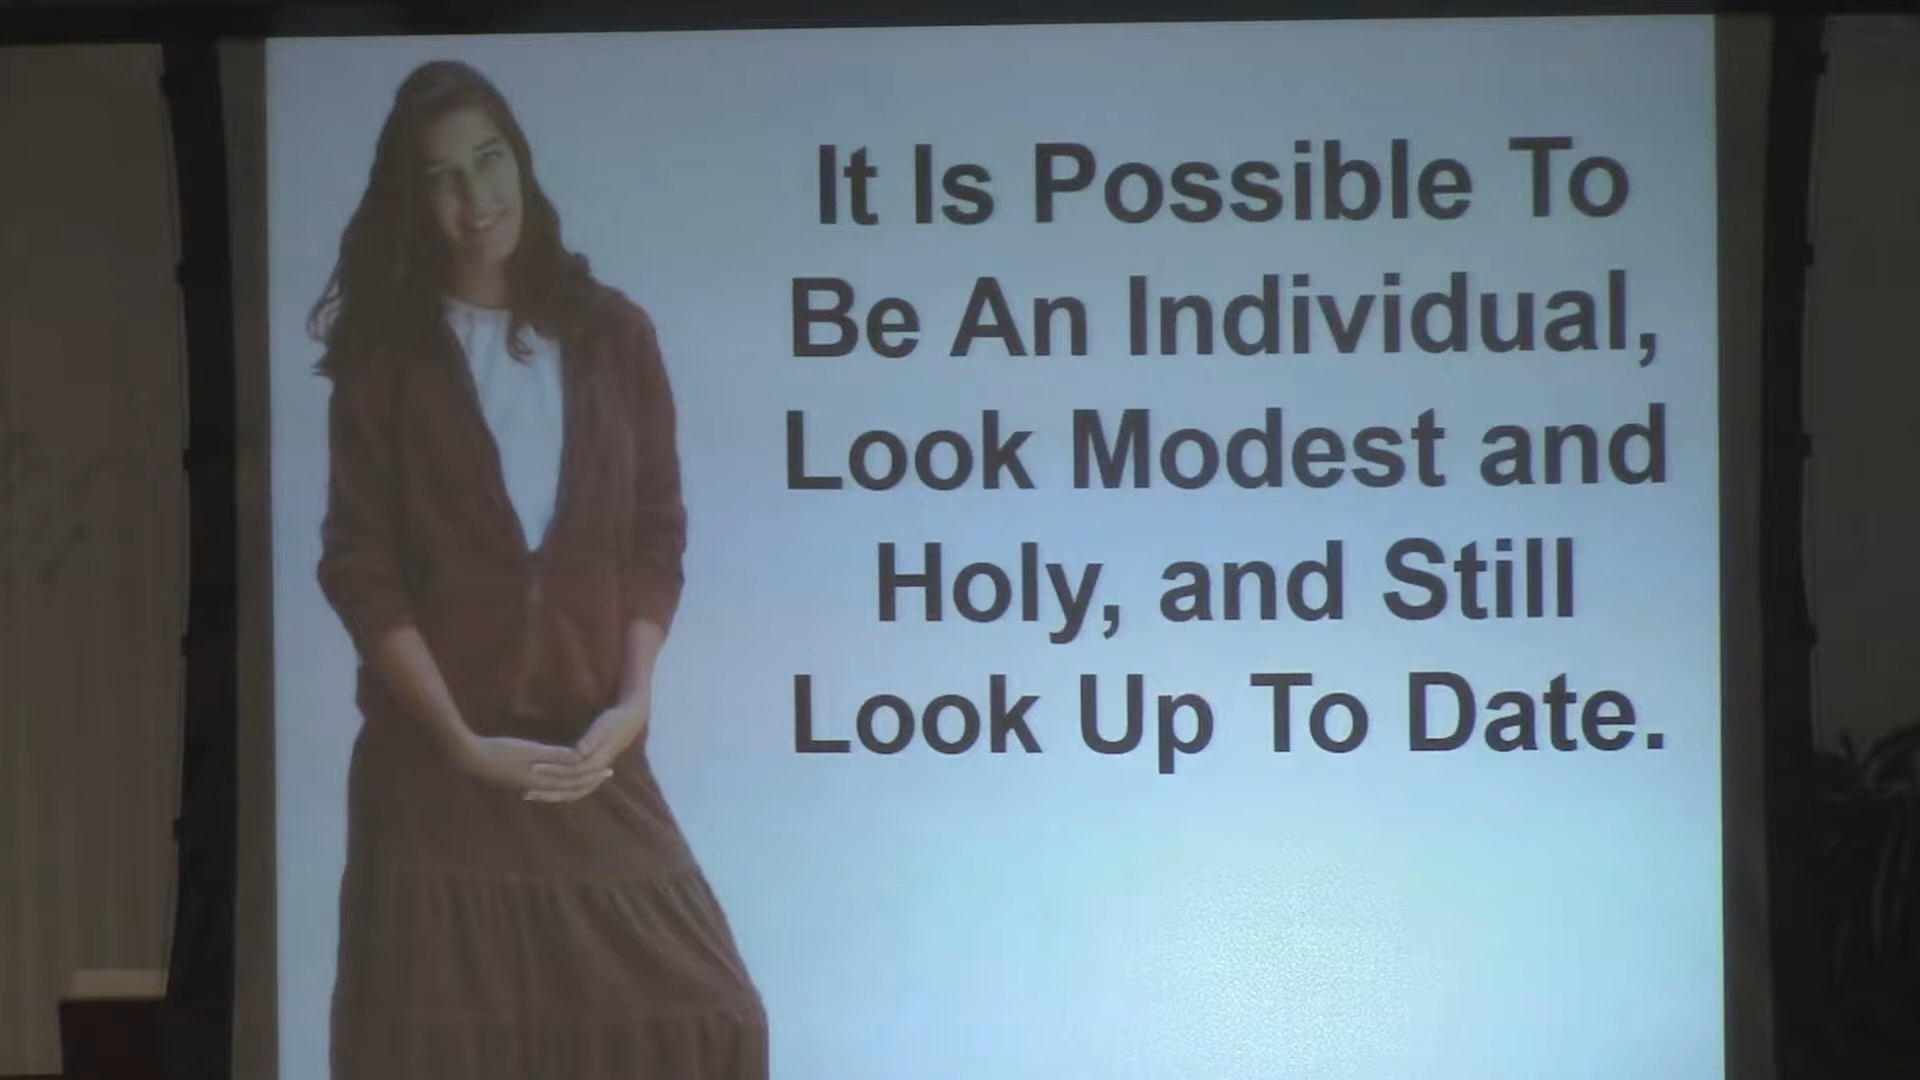 It Is Possible To
Be An Individual,
Look Modest and
Holy, and Still
Look Up To Date.